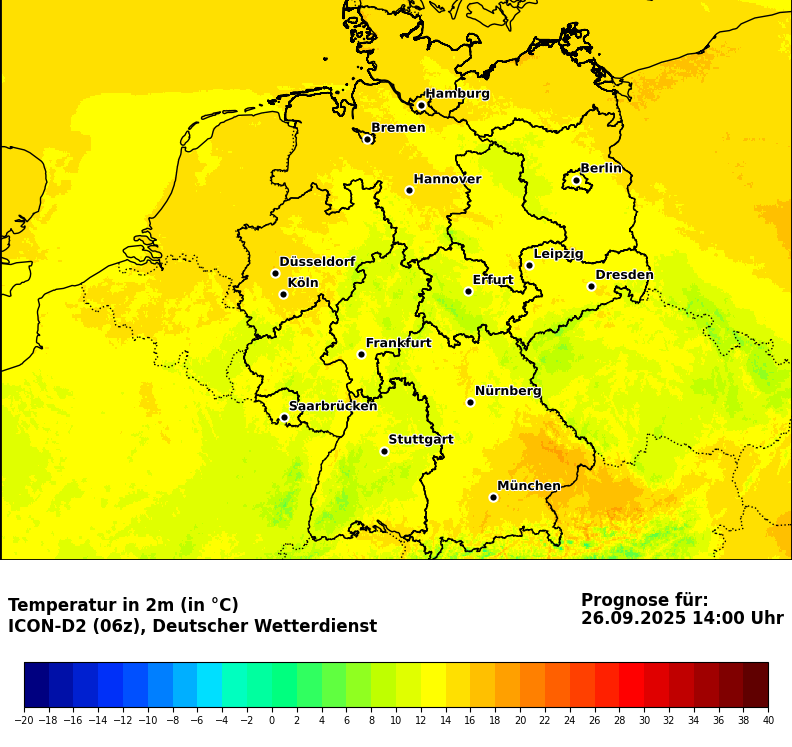 Hamburg
Bremen
Berlin
Hannover
Leipzig
Düsseldorf
Dresden
Köln
Erfurt
Frankfurt
Nürnberg
Saarbrücken
Stuttgart
München
Temperatur in 2m (in °C)
ICON-D2 (06z), Deutscher Wetterdienst
Prognose für:
26.09.2025 14:00 Uhr
−20 −18 −16 −14 −12 −10 −8 −6 −4 −2 0 2 4 6 8 10 12 14 16 18 20 22 24 26 28 30 32 34 36 38 40